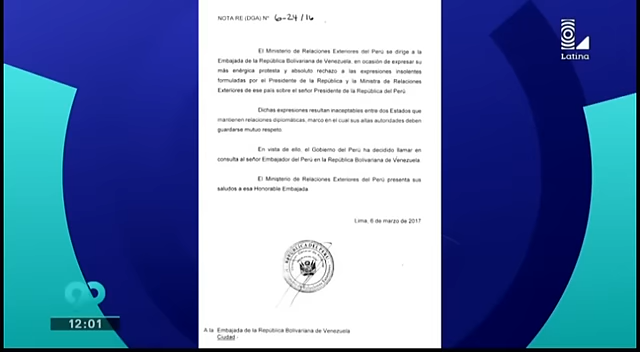 NOTA RE (DGA) Nº 6-24/16
Latina
El Ministerio de Relaciones Exteriores del Perú se dirige a la
Embajada de la República Bolivariana de Venezuela, en ocasión de expresar su
más enérgica protesta y absoluto rechazo a las expresiones insolentes
formuladas por el Presidente de la República y la Ministra de Relaciones
Exteriores de ese país sobre el señor Presidente de la República del Perú.
Dichas expresiones resultan inaceptables entre dos Estados que
mantienen relaciones diplomáticas, marco en el cual sus altas autoridades deben
guardarse mutuo respeto.
En vista de ello, el Gobierno del Perú ha decidido llamar en
consulta al señor Embajador del Perú en la República Bolivariana de Venezuela.
El Ministerio de Relaciones Exteriores del Perú presenta sus
saludos a esa Honorable Embajada.
Lima, 6 de marzo de 2017
REPUBLICA DEL PERU
12:01
A la Embajada de la República Bolivariana de Venezuela
Ciudad.-